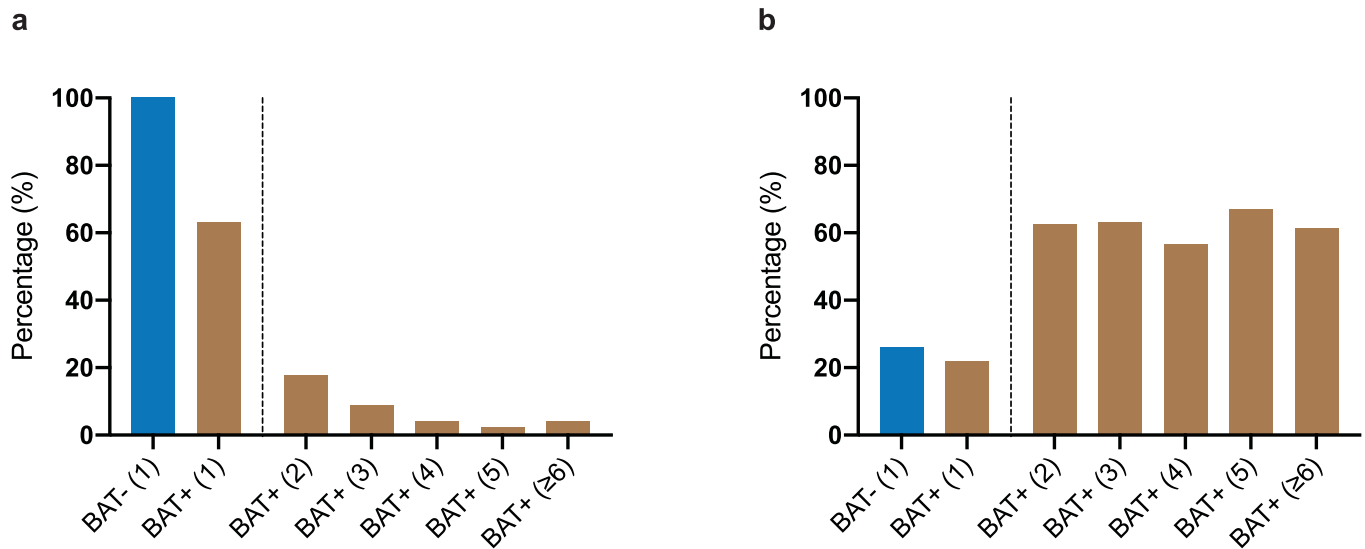 a
Percentage (%)
100
80
60
40
20
0
BAT- (1)
BAT+ (1)
BAT+ (2)
BAT+ (3)
BAT+ (4)
BAT+ (5)
BAT+ (≥6)
b
Percentage (%)
100
80
60
40
20
0
BAT- (1)
BAT+ (1)
BAT+ (2)
BAT+ (3)
BAT+ (4)
BAT+ (5)
BAT+ (≥6)